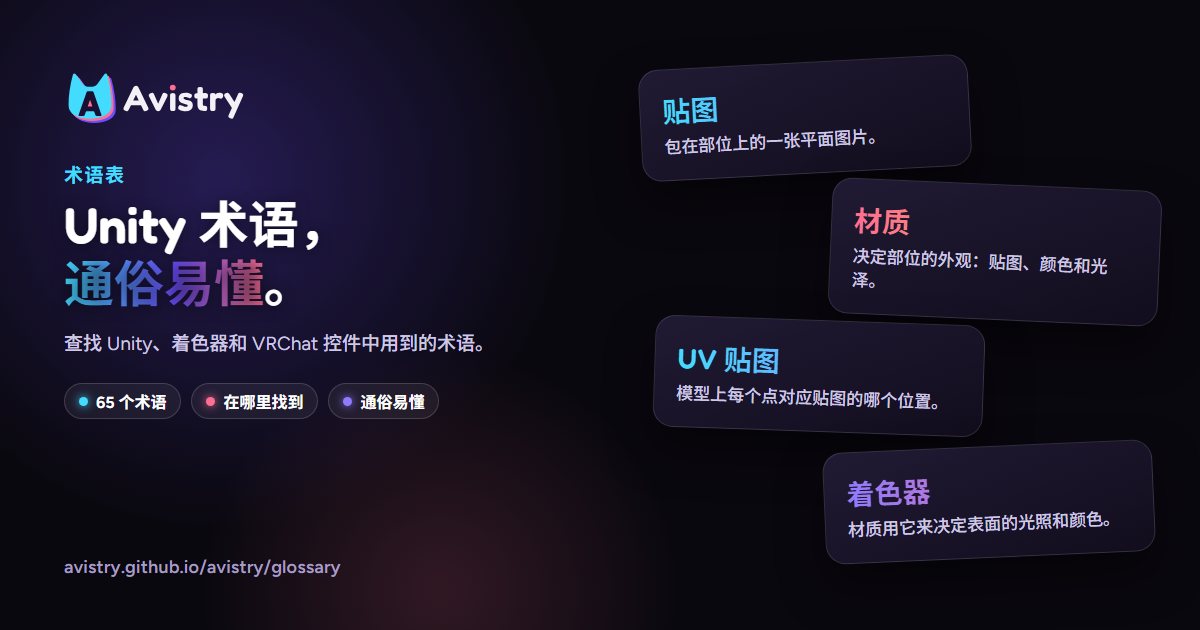 Avistry
术语表
Unity 术语，
通俗易懂。
查找 Unity、着色器和 VRChat 控件中用到的术语。
65 个术语
在哪里找到
通俗易懂
avistry.github.io/avistry/glossary
贴图
包在部位上的一张平面图片。
材质
决定部位的外观：贴图、颜色和光
泽。
UV 贴图
模型上每个点对应贴图的哪个位置。
着色器
材质用它来决定表面的光照和颜色。